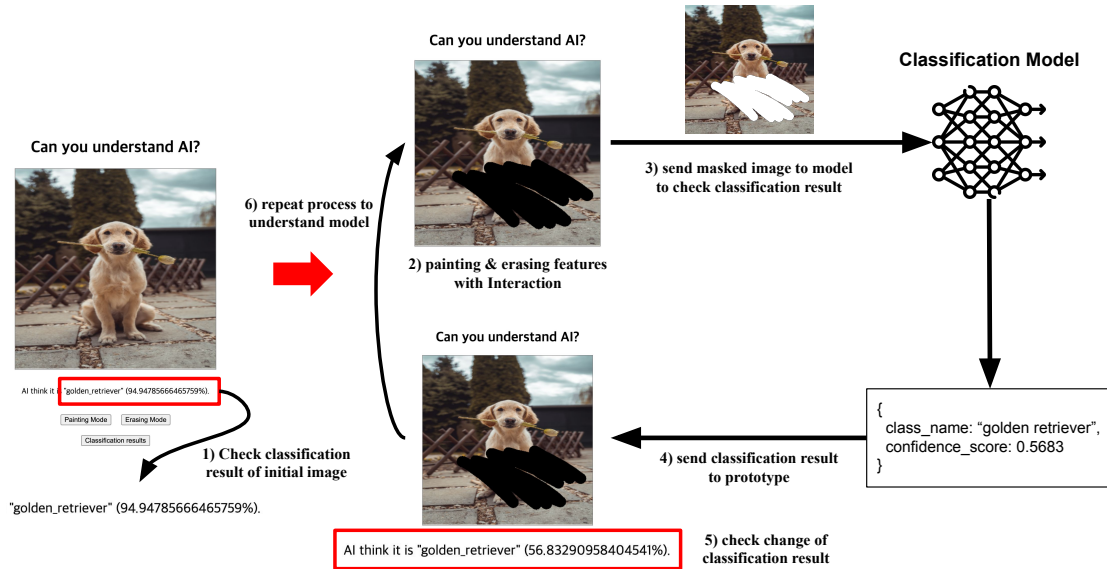 Can you understand AI?
AI think it is "golden_retriever" (94.94785666465759%).
Painting Mode
Erasing Mode
Classification results
1) Check classification
result of initial image
"golden_retriever" (94.94785666465759%).
6) repeat process to
understand model
Can you understand AI?
2) painting & erasing features
with Interaction
3) send masked image to model
to check classification result
Classification Model
{
class_name: “golden retriever”,
confidence_score: 0.5683
}
4) send classification result
to prototype
Can you understand AI?
AI think it is "golden_retriever" (56.83290958404541%).
5) check change of
classification result